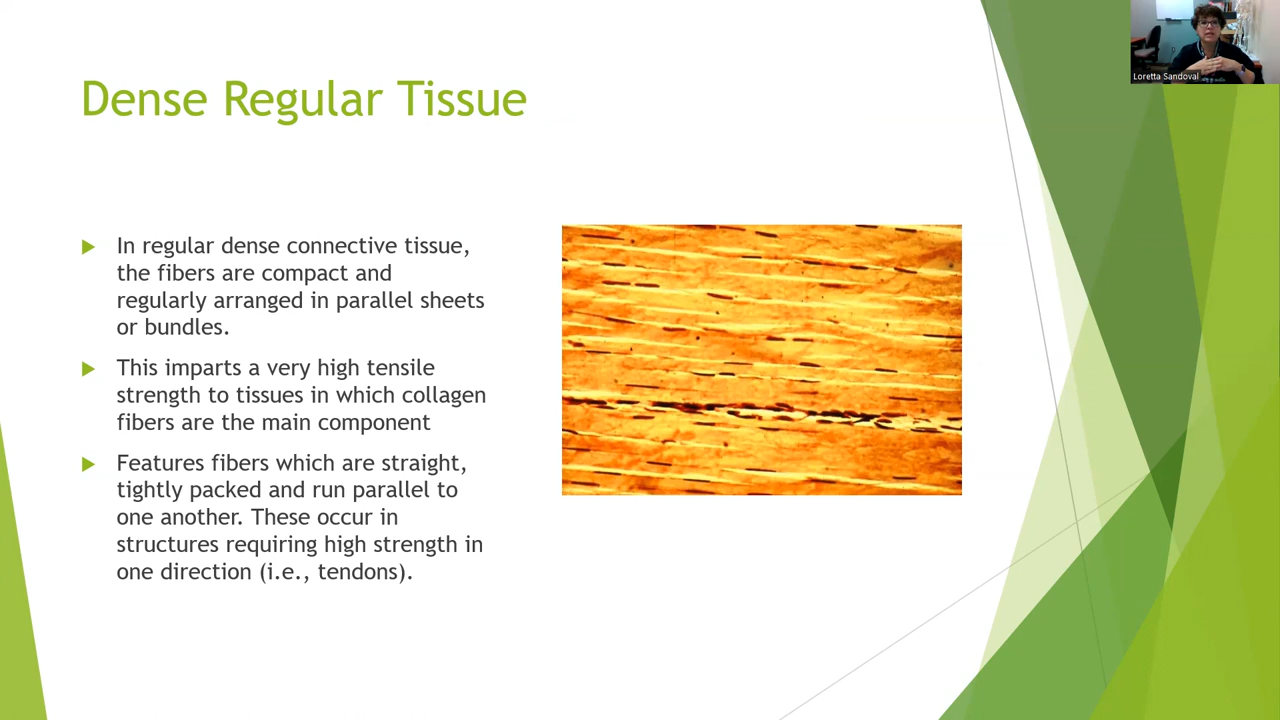 Dense Regular Tissue
In regular dense connective tissue,
the fibers are compact and
regularly arranged in parallel sheets
or bundles.
This imparts a very high tensile
strength to tissues in which collagen
fibers are the main component
Features fibers which are straight,
tightly packed and run parallel to
one another. These occur in
structures requiring high strength in
one direction (i.e., tendons).
Loretta Sandoval